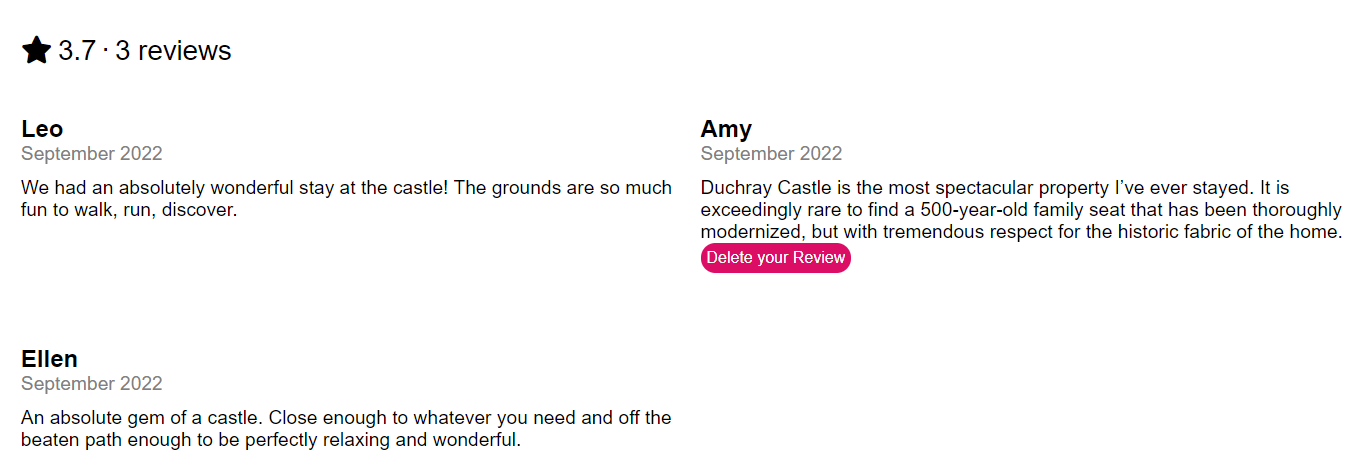 3.7 · 3 reviews
Leo
September 2022
We had an absolutely wonderful stay at the castle! The grounds are so much
fun to walk, run, discover.
Amy
September 2022
Duchray Castle is the most spectacular property I’ve ever stayed. It is
exceedingly rare to find a 500-year-old family seat that has been thoroughly
modernized, but with tremendous respect for the historic fabric of the home.
Delete your Review
Ellen
September 2022
An absolute gem of a castle. Close enough to whatever you need and off the
beaten path enough to be perfectly relaxing and wonderful.